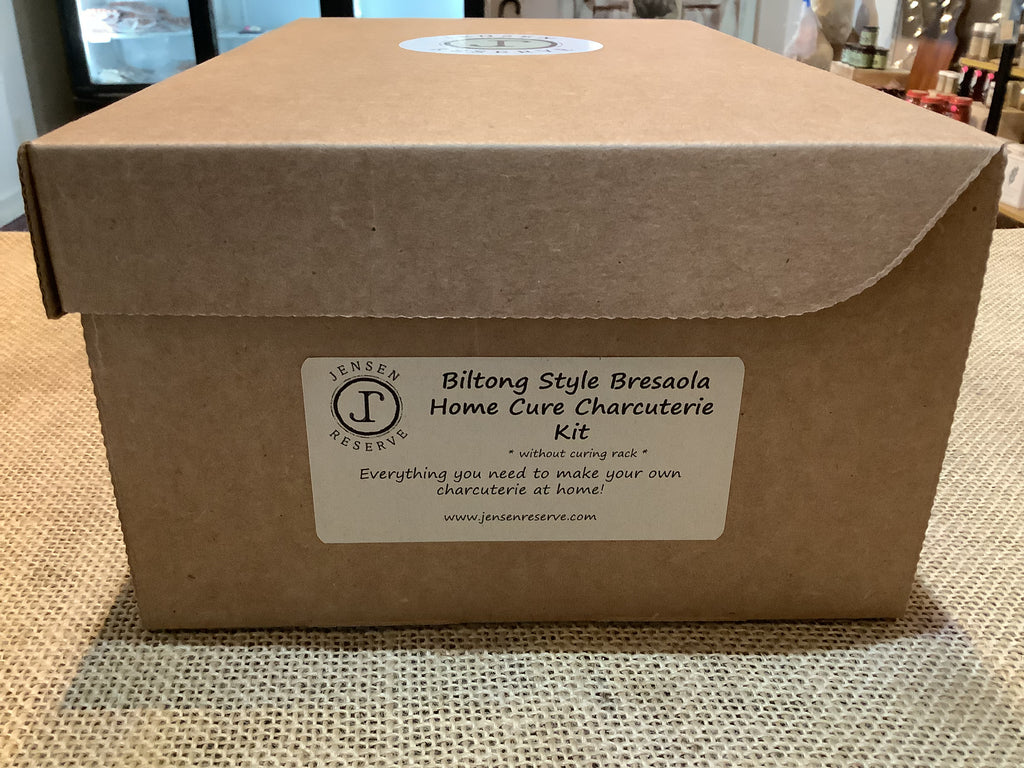 JENSEN
JR
RESERVE
Biltong Style Bresaola
Home Cure Charcuterie
Kit
* without curing rack *
Everything you need to make your own
charcuterie at home!
www.jensenreserve.com